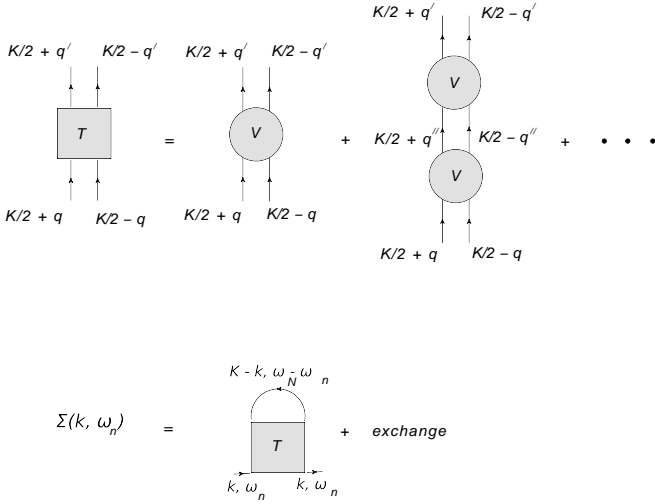 K/2 + q′ K/2 – q′
K/2 + q′ K/2 – q′
K/2 + q′ K/2 – q′
T = V + V
K/2 + q′′ K/2 – q′′ + • • •
V
K/2 + q K/2 – q
K/2 + q K/2 – q
K/2 + q K/2 – q
K - k, ω_N - ω_n
Σ(k, ω_n) = T + exchange
k, ω_n k, ω_n